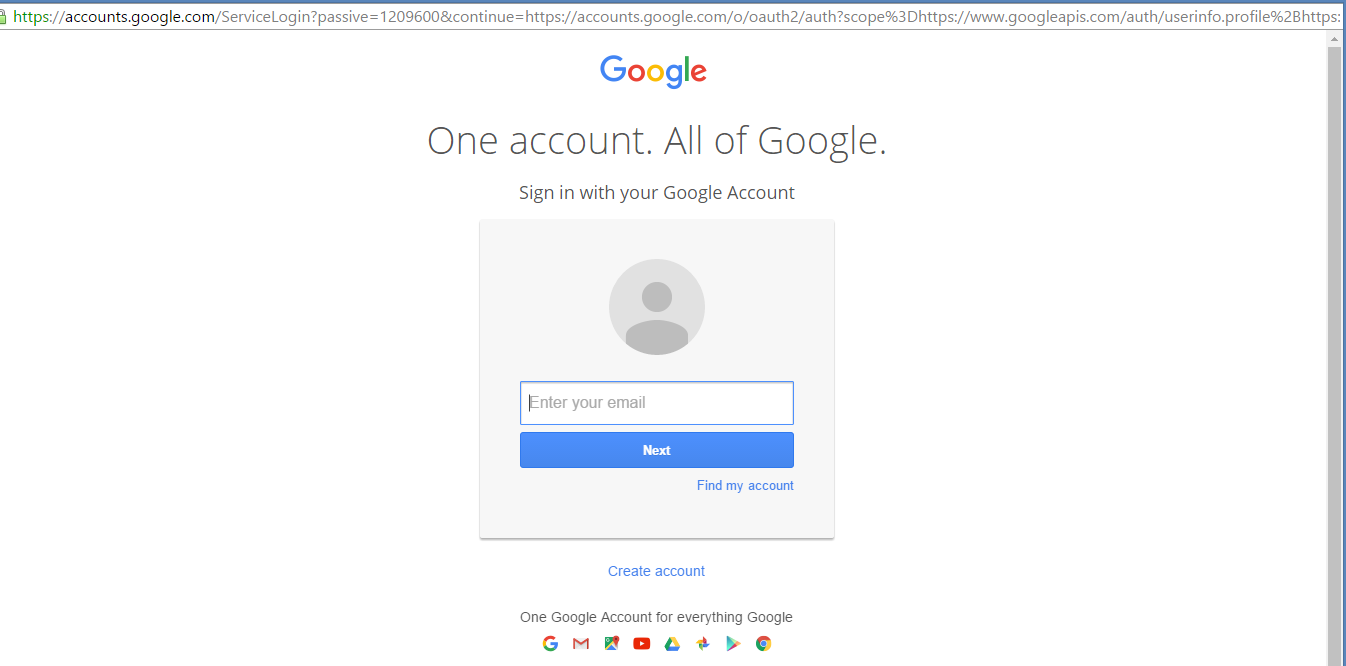 https://accounts.google.com/ServiceLogin?passive=1209600&continue=https://accounts.google.com/o/oauth2/auth?scope%3Dhttps://www.googleapis.com/auth/userinfo.profile%2Bhttps:
Google
One account. All of Google.
Sign in with your Google Account
Enter your email
Next
Find my account
Create account
One Google Account for everything Google